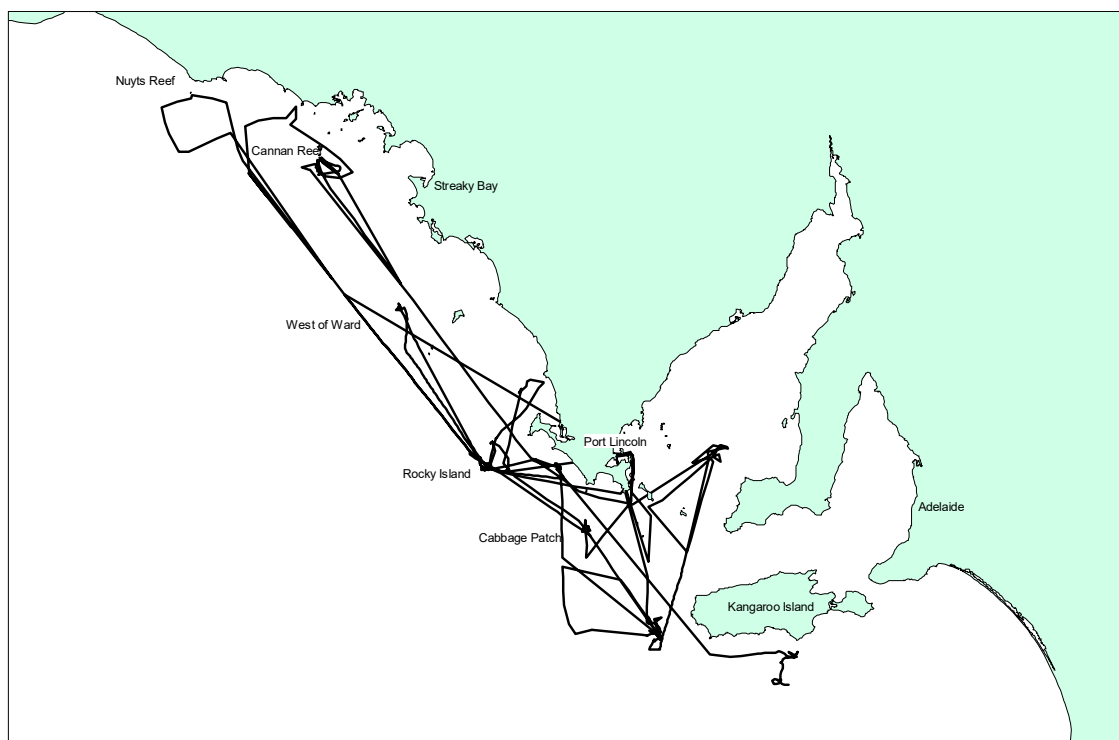 Nuyts Reef
Cannan Reef
Streaky Bay
West of Ward
Port Lincoln
Rocky Island
Adelaide
Cabbage Patch
Kangaroo Island